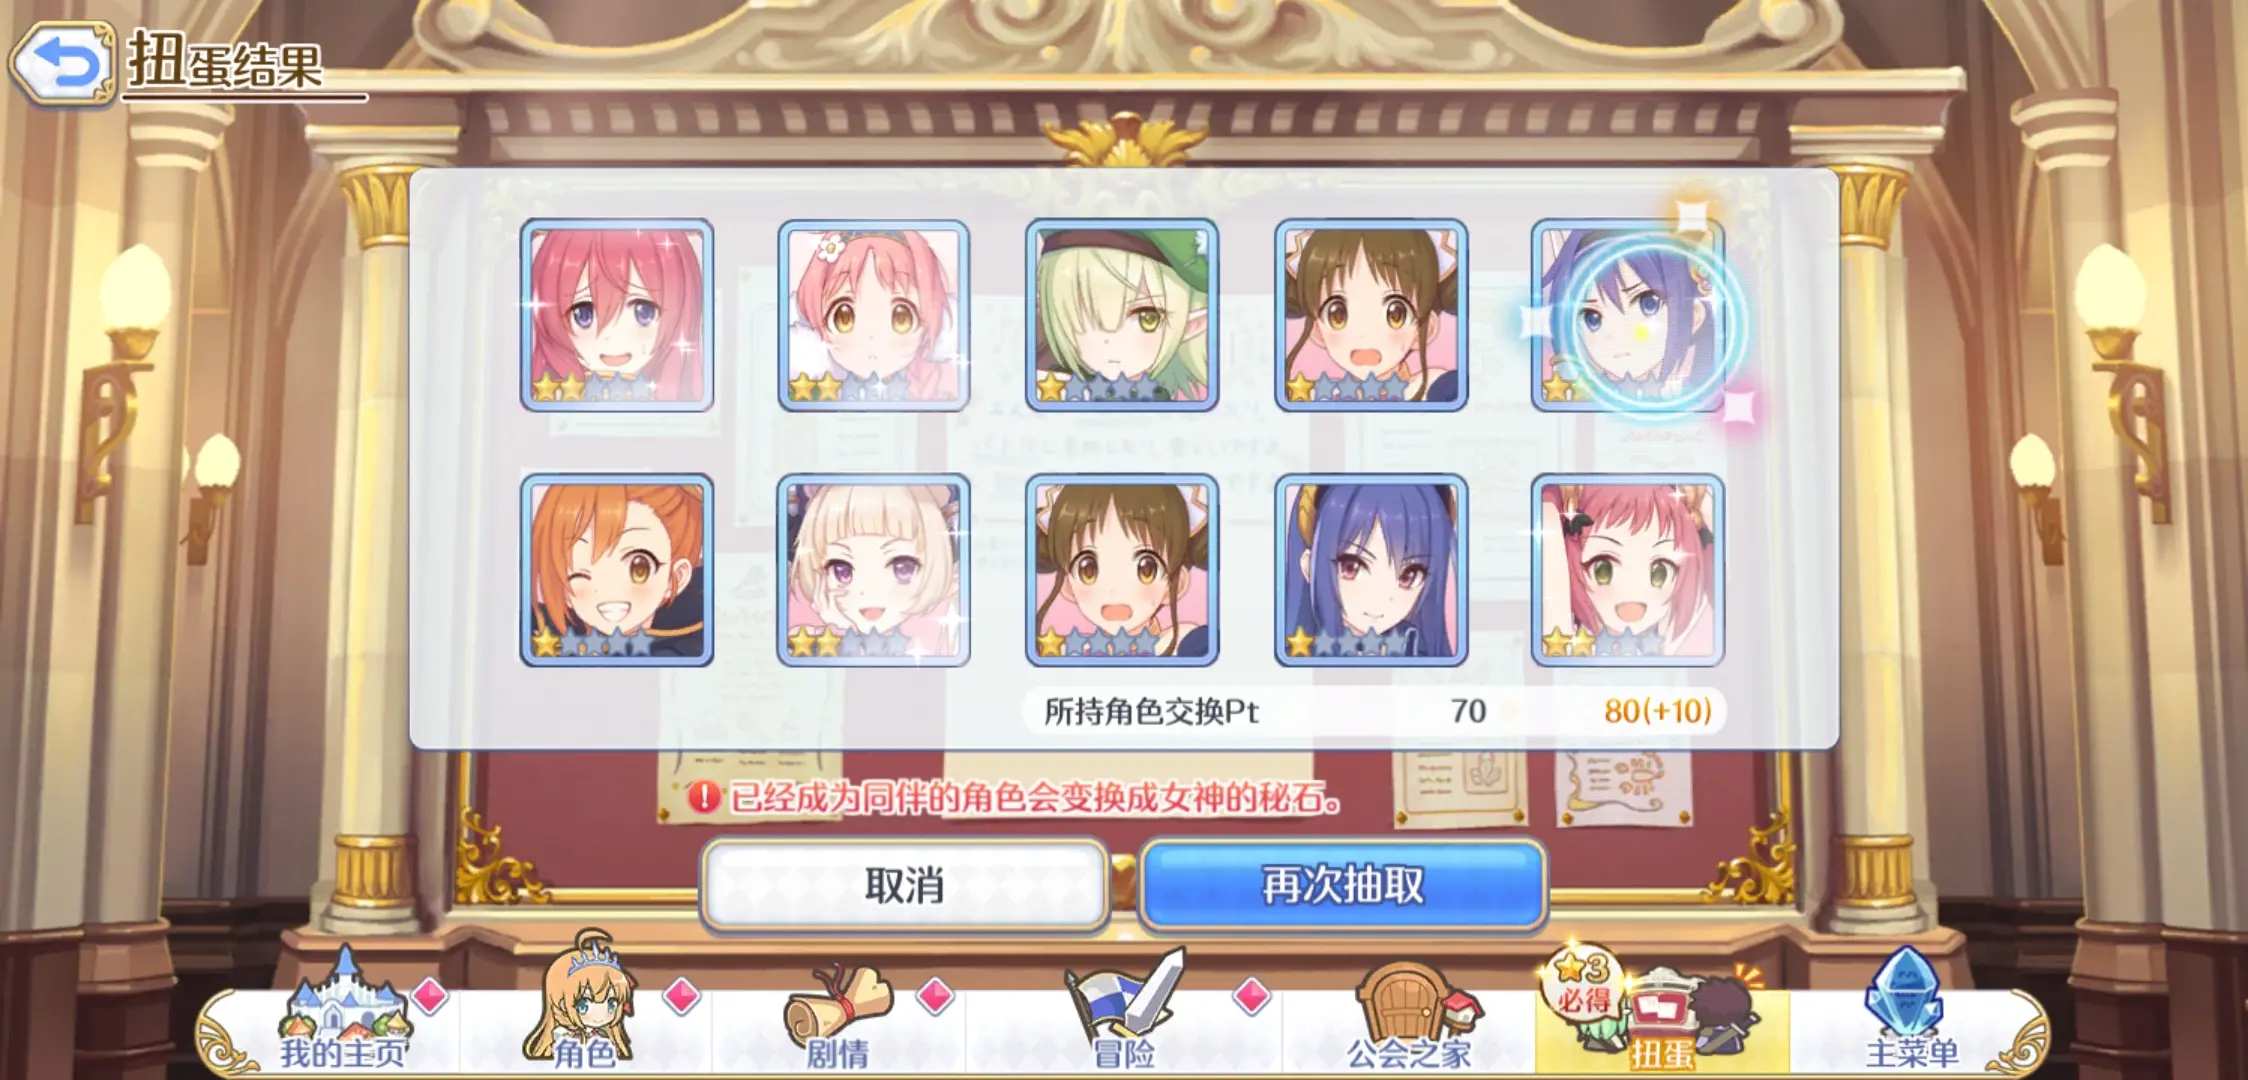 扭蛋结果
所持角色交换Pt 70 80(+10)
已经成为同伴的角色会变换成女神的秘石。
取消 再次抽取
3
必得
我的主页 角色 剧情 冒险 公会之家 扭蛋 主菜单